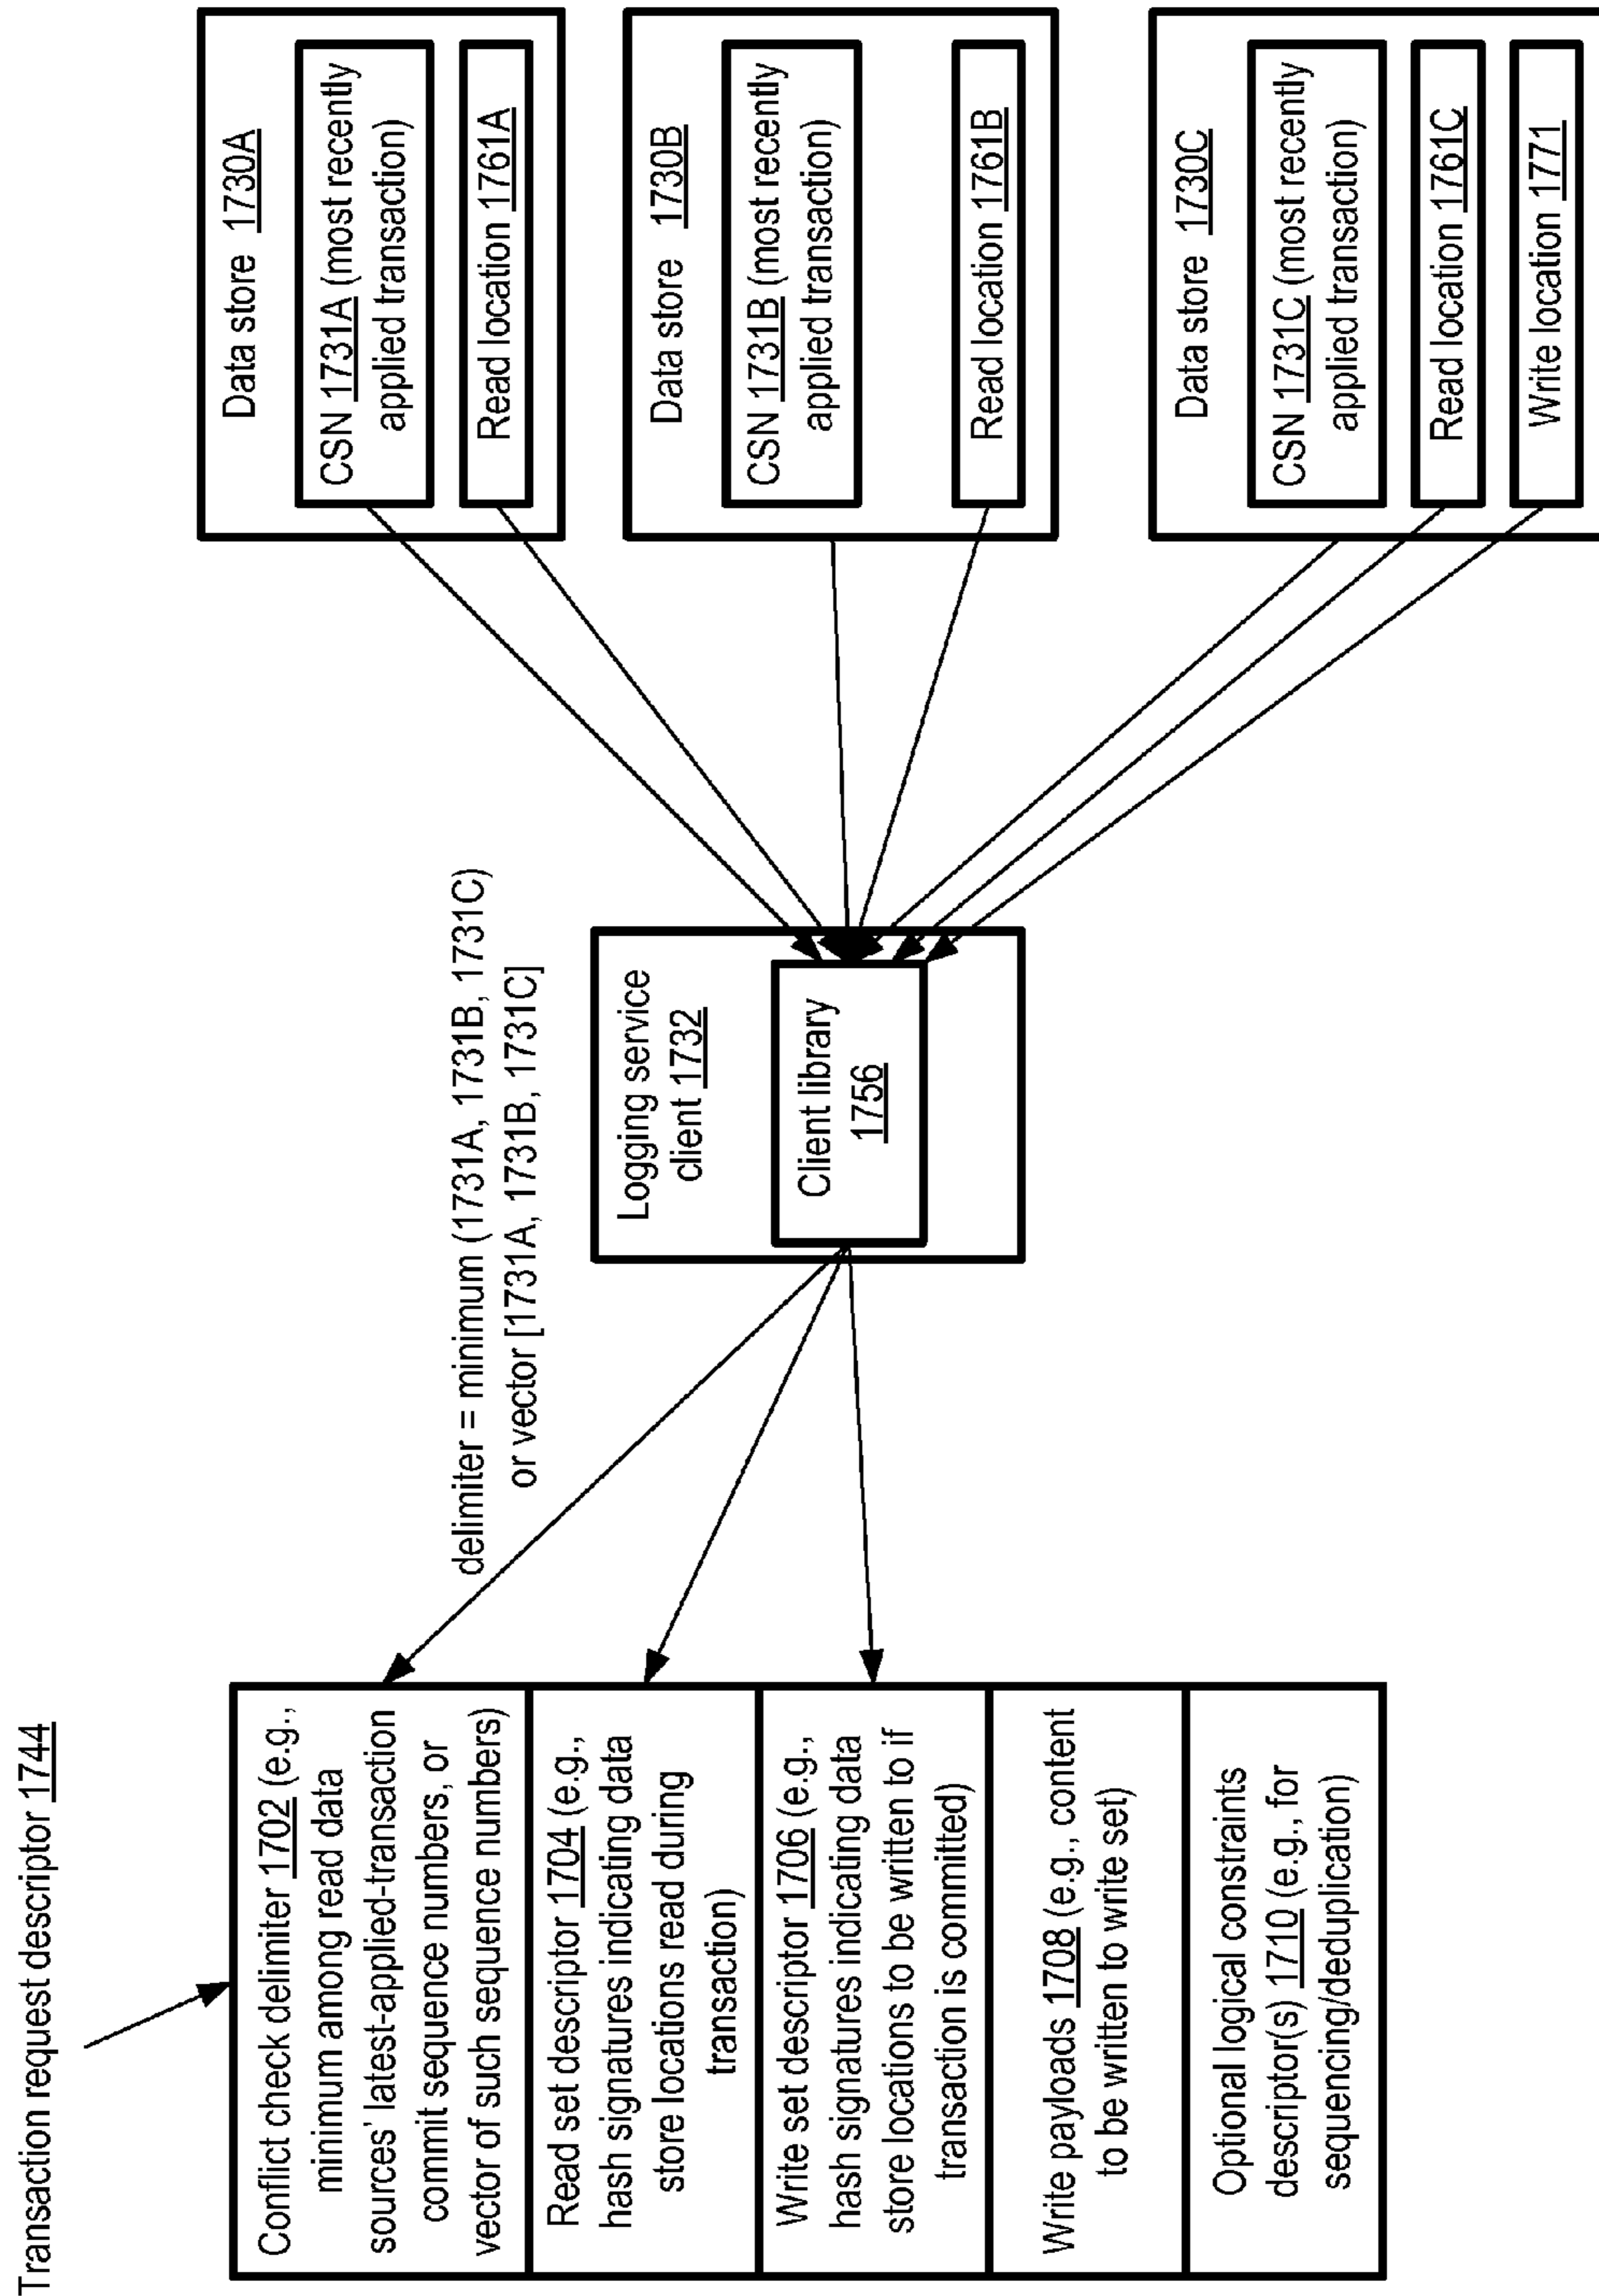 Transaction request descriptor 1744
Conflict check delimiter 1702 (e.g.,
minimum among read data
sources' latest-applied-transaction
commit sequence numbers, or
vector of such sequence numbers)
Read set descriptor 1704 (e.g.,
hash signatures indicating data
store locations read during
transaction)
Write set descriptor 1706 (e.g.,
hash signatures indicating data
store locations to be written to if
transaction is committed)
Write payloads 1708 (e.g., content
to be written to write set)
Optional logical constraints
descriptor(s) 1710 (e.g., for
sequencing/deduplication)
delimiter = minimum (1731A, 1731B, 1731C)
or vector [1731A, 1731B, 1731C]
Logging service
client 1732
Client library
1756
Data store 1730A
CSN 1731A (most recently
applied transaction)
Read location 1761A
Data store 1730B
CSN 1731B (most recently
applied transaction)
Read location 1761B
Data store 1730C
CSN 1731C (most recently
applied transaction)
Read location 1761C
Write location 1771